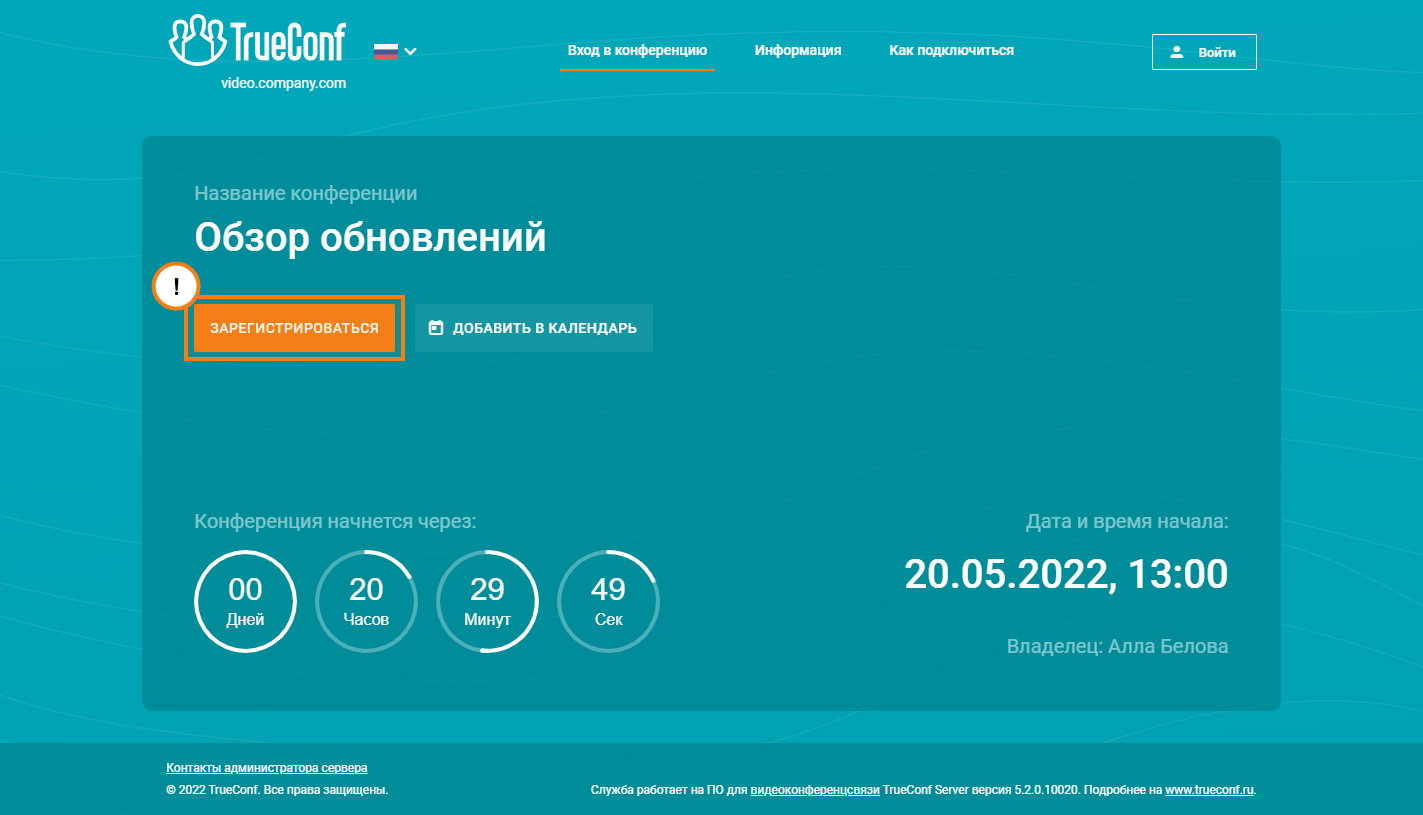 TrueConf
video.company.com
Вход в конференцию
Информация
Как подключиться
Войти
Название конференции
Обзор обновлений
!
ЗАРЕГИСТРИРОВАТЬСЯ
ДОБАВИТЬ В КАЛЕНДАРЬ
Конференция начнется через:
00
Дней
20
Часов
29
Минут
49
Сек
Дата и время начала:
20.05.2022, 13:00
Владелец: Алла Белова
Контакты администратора сервера
© 2022 TrueConf. Все права защищены.
Служба работает на ПО для видеоконференцсвязи TrueConf Server версия 5.2.0.10020. Подробнее на www.trueconf.ru.